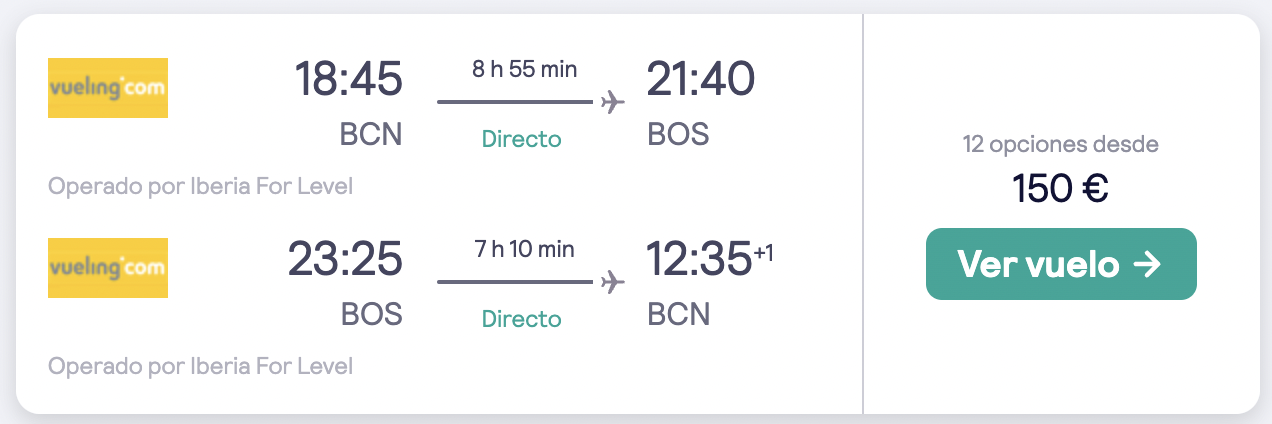 vueling.com
18:45
8 h 55 min
21:40
BCN
Directo
BOS
Operado por Iberia For Level
vueling.com
23:25
7 h 10 min
12:35+1
BOS
Directo
BCN
Operado por Iberia For Level
12 opciones desde
150 €
Ver vuelo →